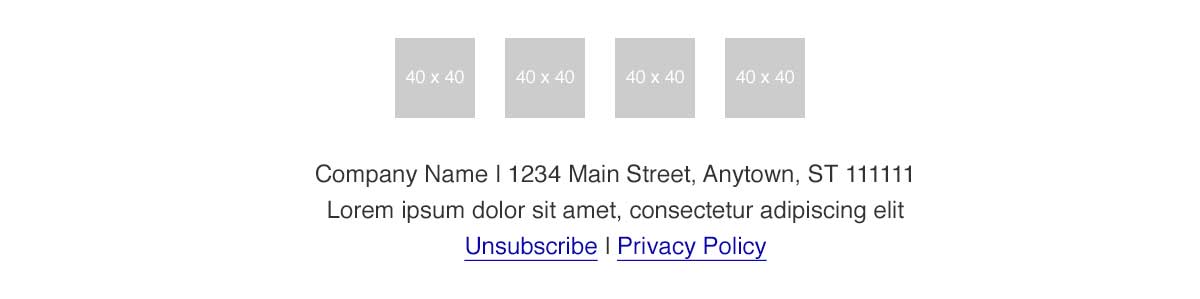 40 x 40 40 x 40 40 x 40 40 x 40
Company Name | 1234 Main Street, Anytown, ST 111111
Lorem ipsum dolor sit amet, consectetur adipiscing elit
Unsubscribe | Privacy Policy